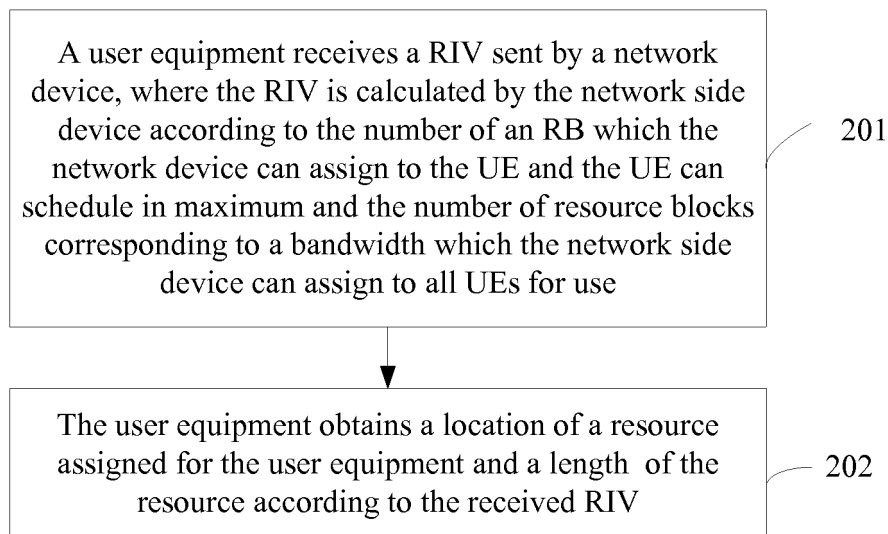 A user equipment receives a RIV sent by a network
device, where the RIV is calculated by the network side
device according to the number of an RB which the
network device can assign to the UE and the UE can
schedule in maximum and the number of resource blocks
corresponding to a bandwidth which the network side
device can assign to all UEs for use
201
The user equipment obtains a location of a resource
assigned for the user equipment and a length of the
resource according to the received RIV
202